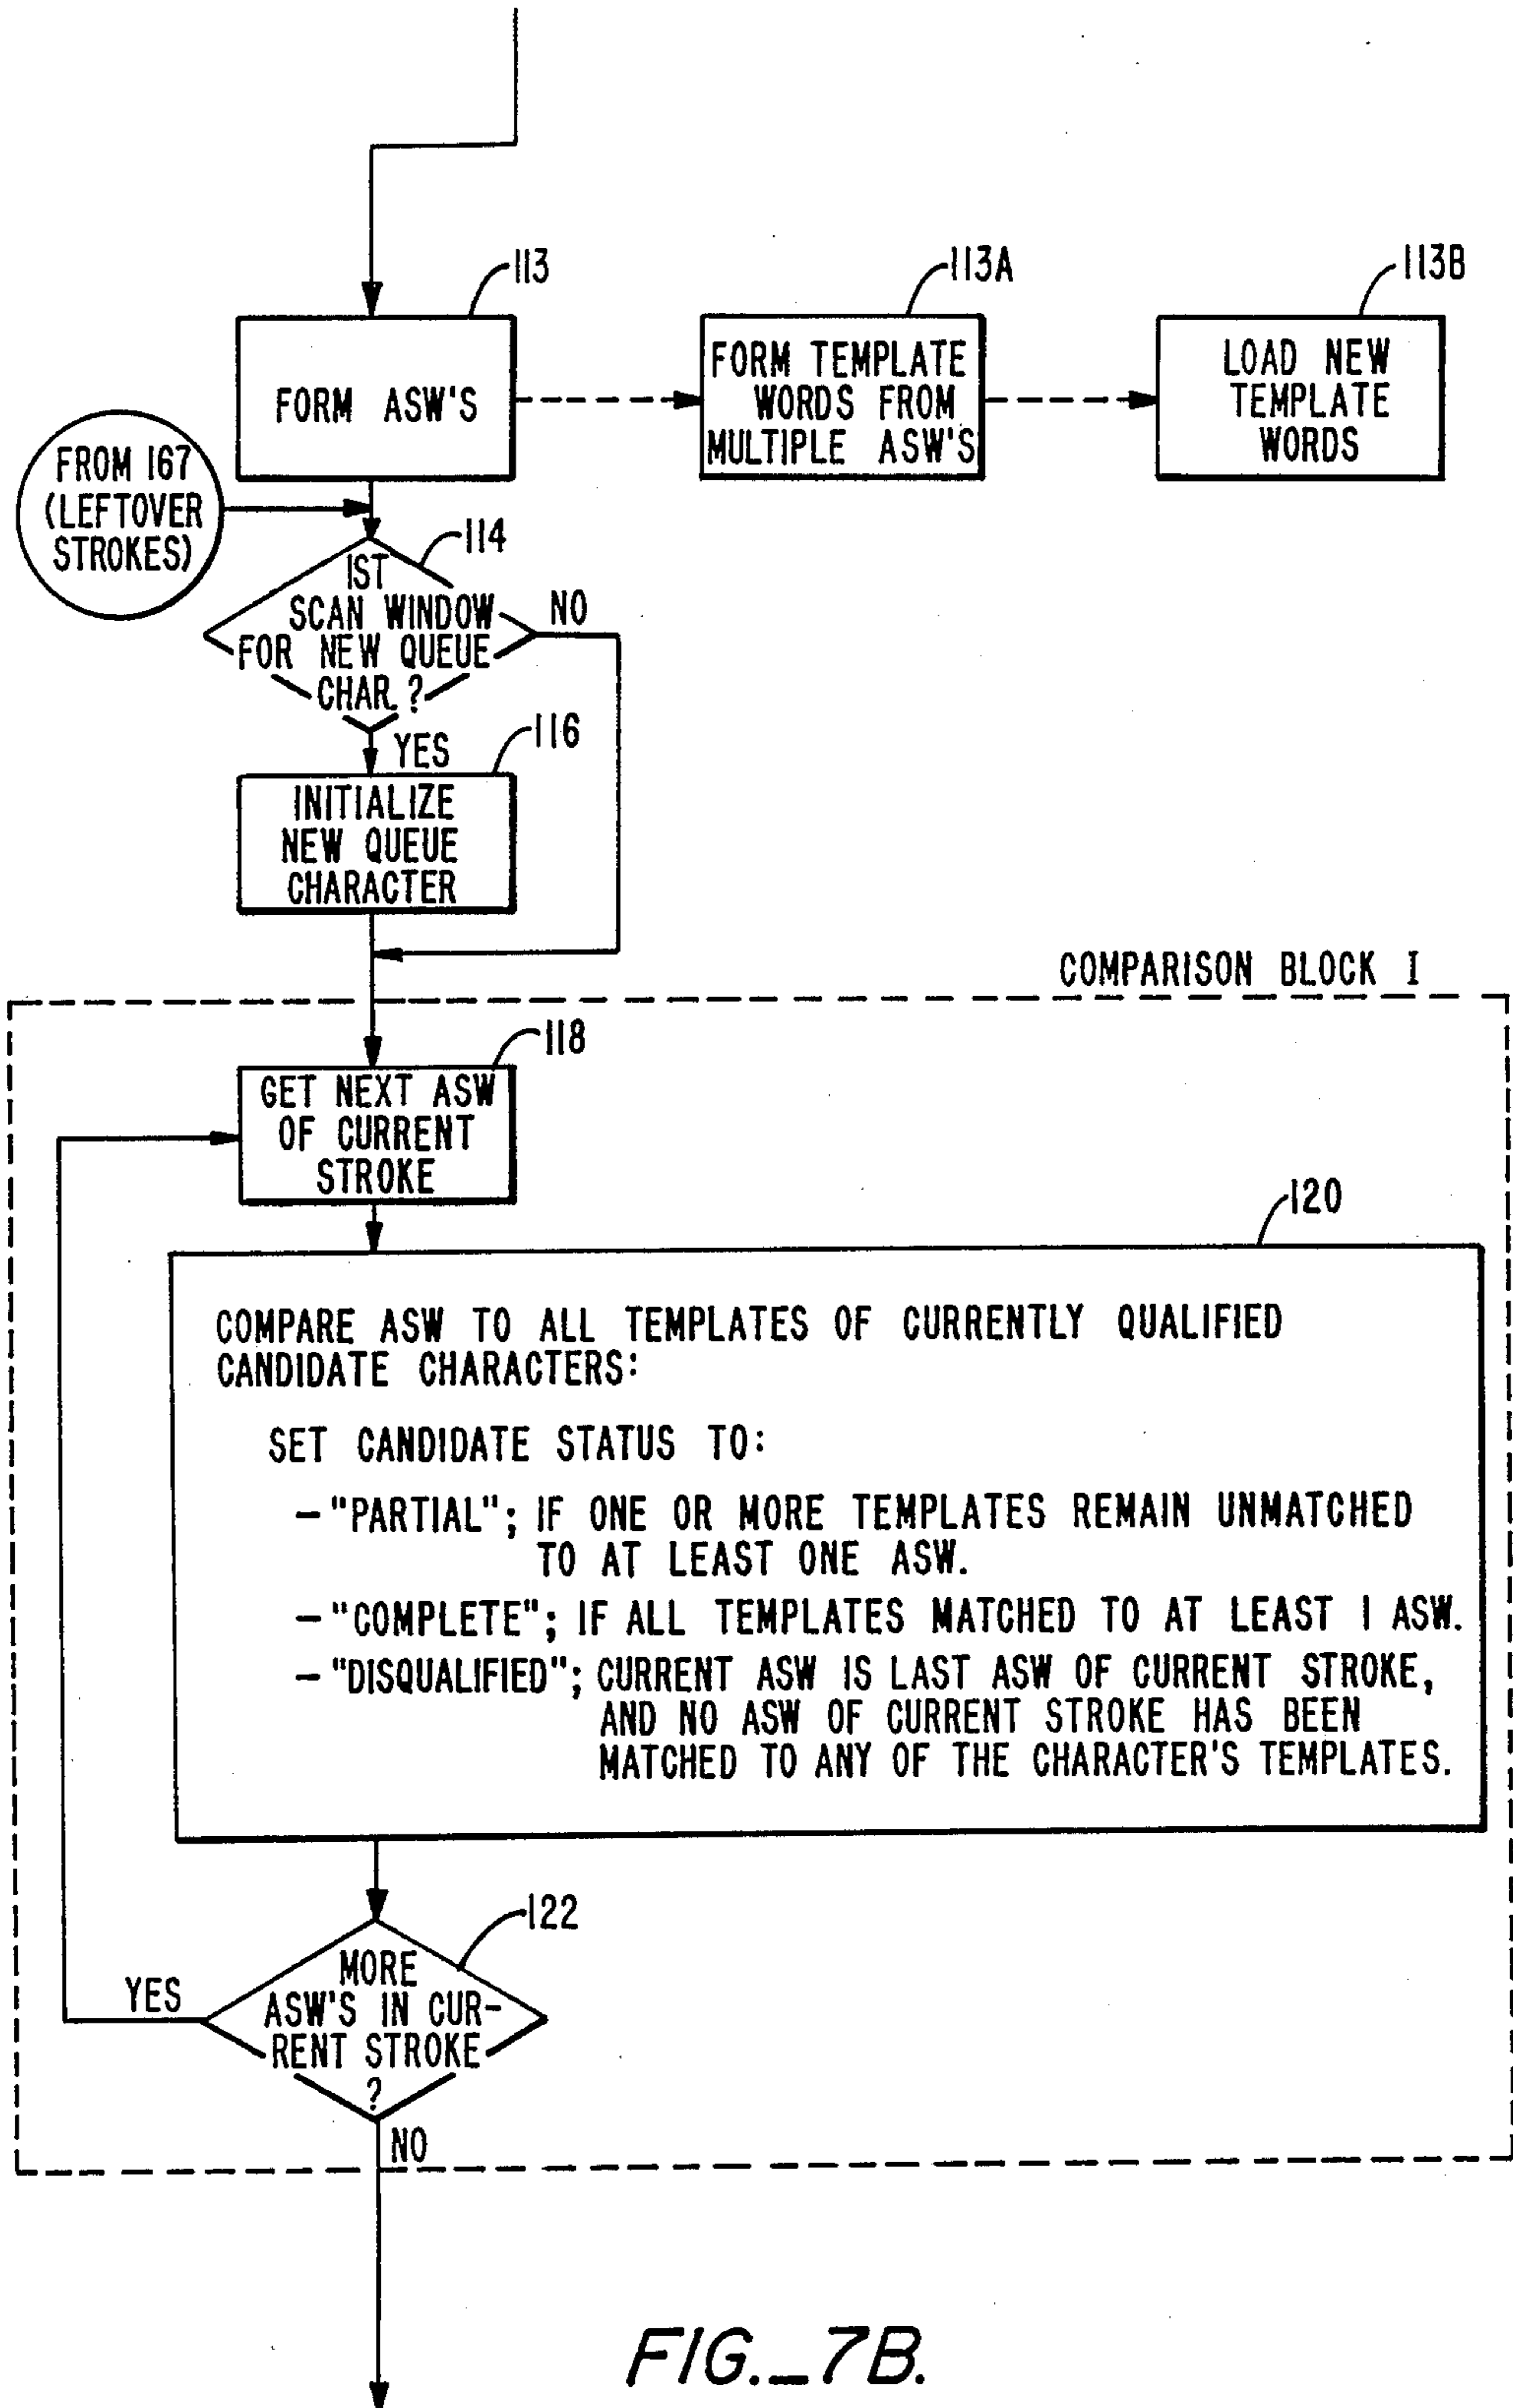 113
FORM ASW'S
113A
FORM TEMPLATE
WORDS FROM
MULTIPLE ASW'S
113B
LOAD NEW
TEMPLATE
WORDS
FROM 167
(LEFTOVER
STROKES)
114
1ST
SCAN WINDOW
FOR NEW QUEUE
CHAR.?
NO
YES
116
INITIALIZE
NEW QUEUE
CHARACTER
COMPARISON BLOCK I
118
GET NEXT ASW
OF CURRENT
STROKE
120
COMPARE ASW TO ALL TEMPLATES OF CURRENTLY QUALIFIED
CANDIDATE CHARACTERS:
SET CANDIDATE STATUS TO:
– "PARTIAL"; IF ONE OR MORE TEMPLATES REMAIN UNMATCHED
TO AT LEAST ONE ASW.
– "COMPLETE"; IF ALL TEMPLATES MATCHED TO AT LEAST 1 ASW.
– "DISQUALIFIED"; CURRENT ASW IS LAST ASW OF CURRENT STROKE,
AND NO ASW OF CURRENT STROKE HAS BEEN
MATCHED TO ANY OF THE CHARACTER'S TEMPLATES.
122
MORE
ASW'S IN CUR-
RENT STROKE
?
YES
NO
FIG._7B.